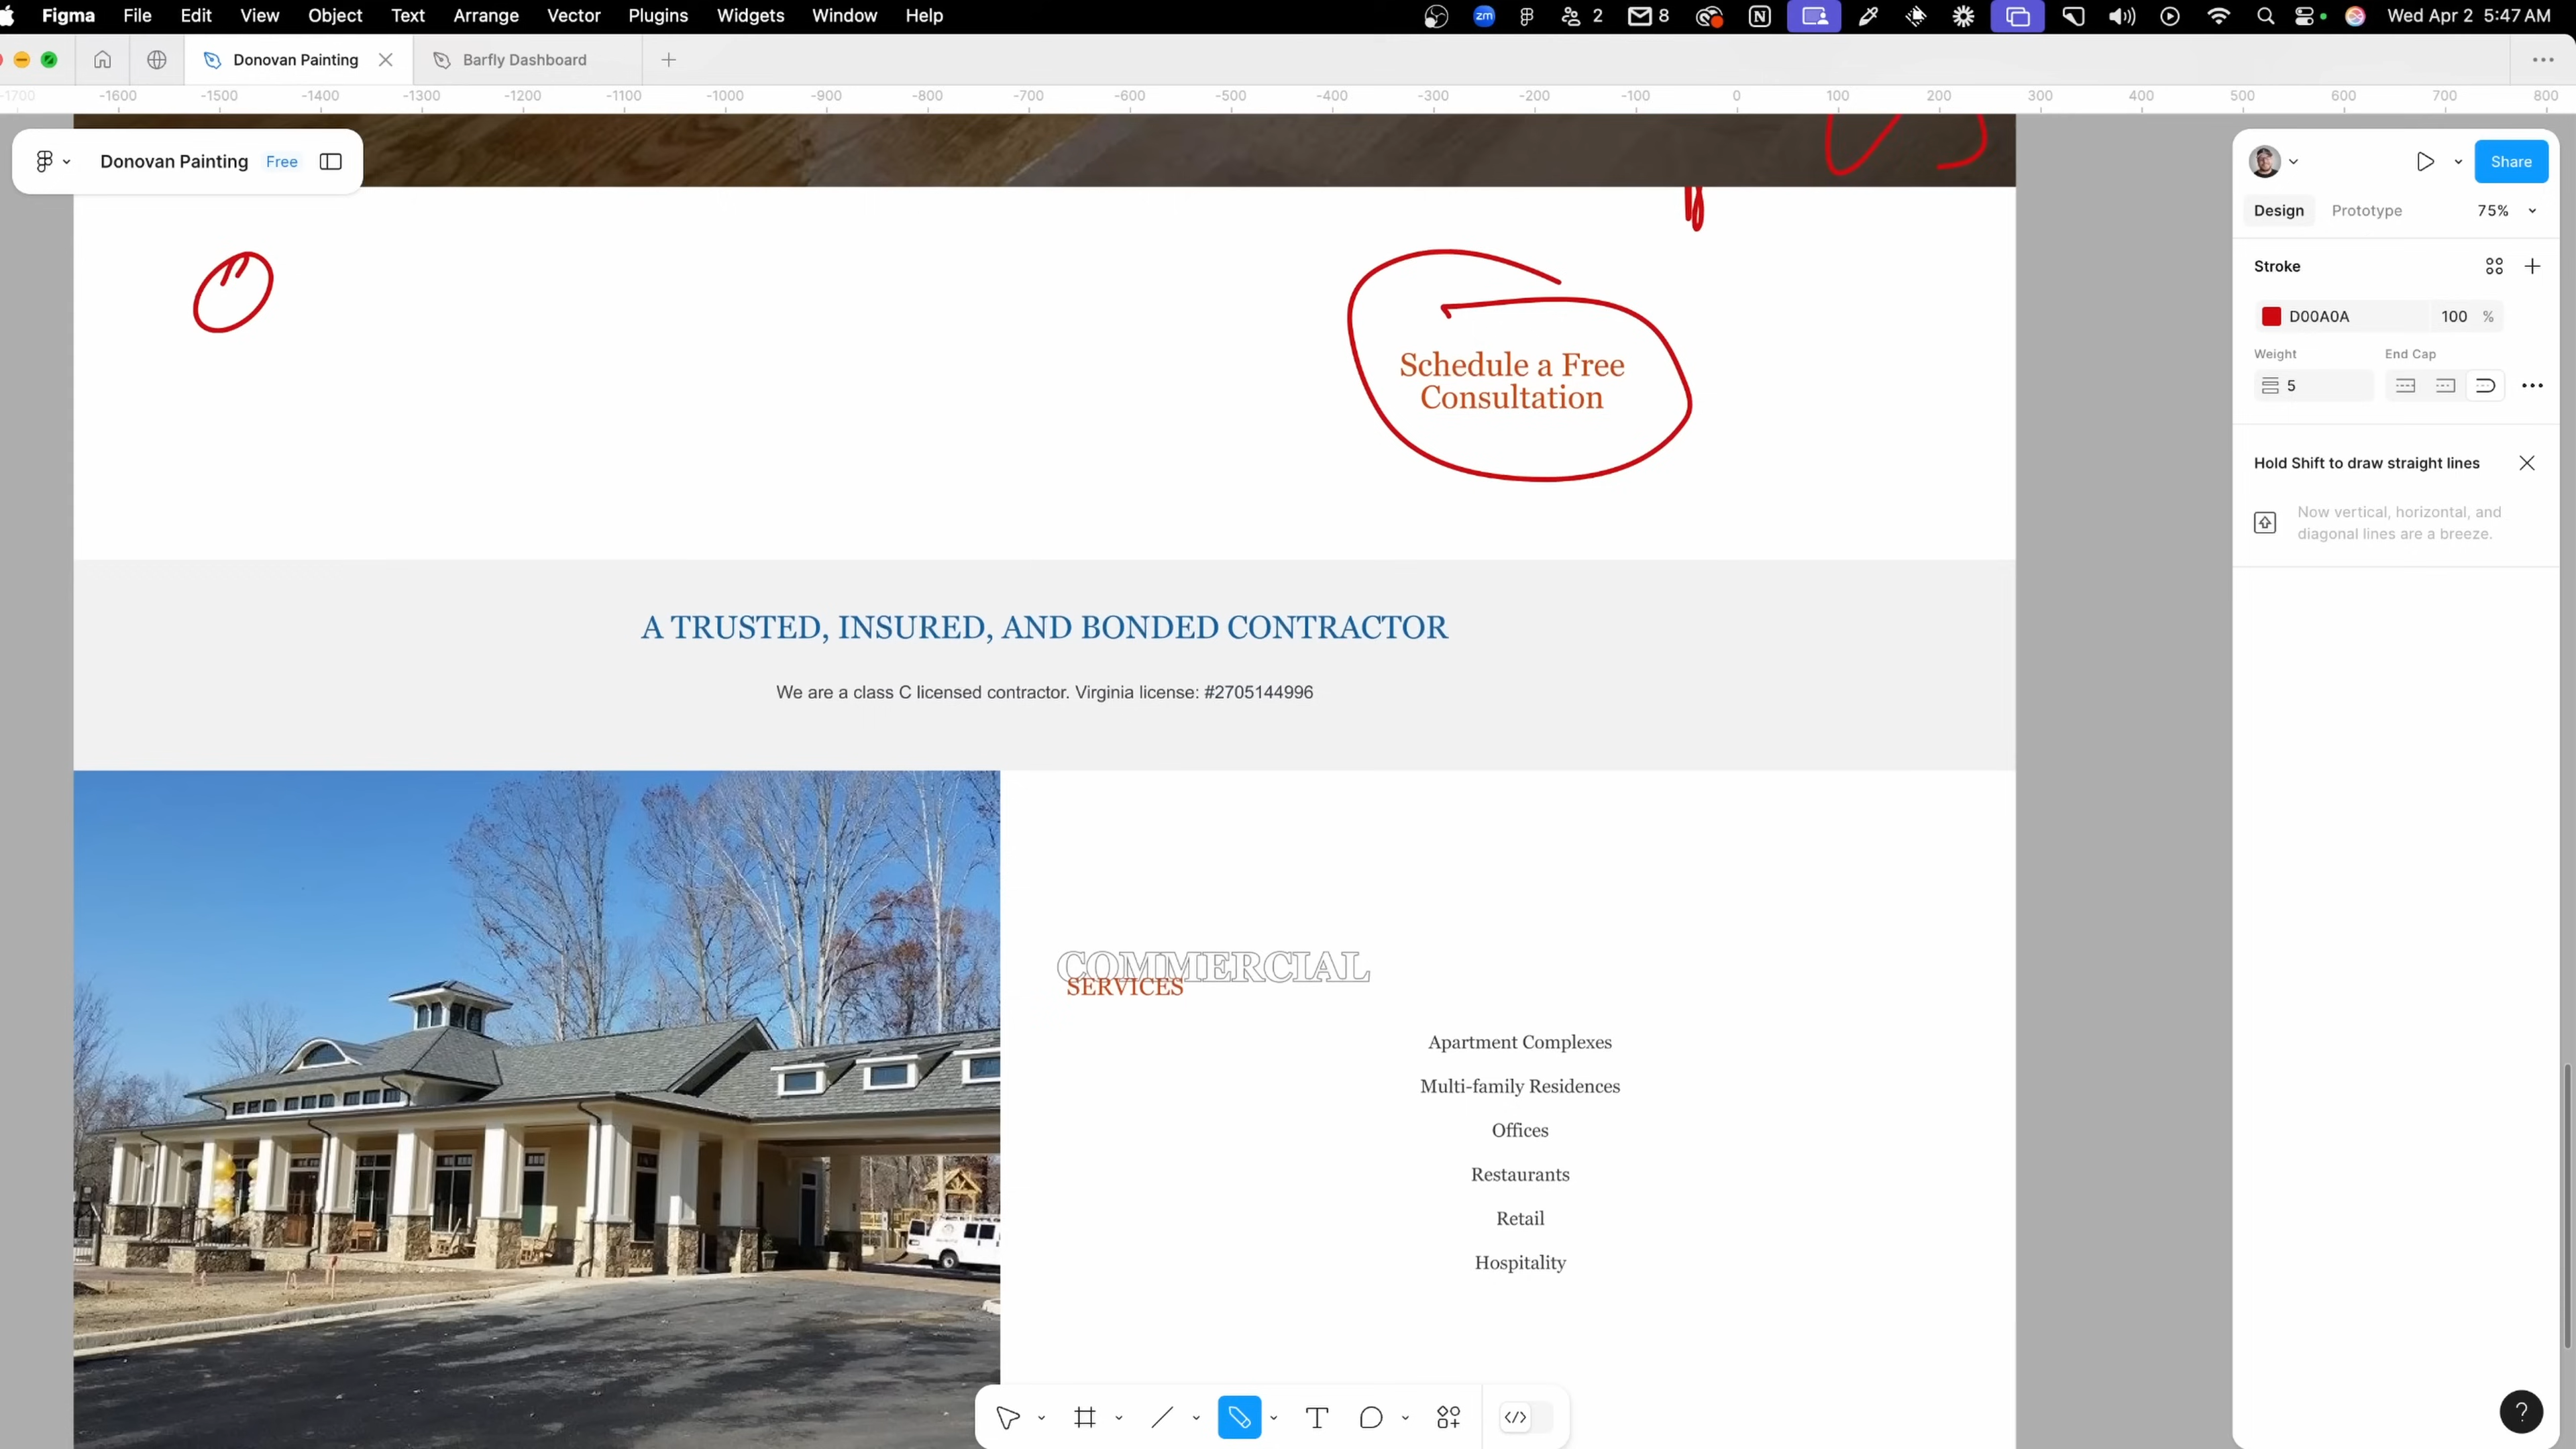 Figma File Edit View Object Text Arrange Vector Plugins Widgets Window Help zm 2 8 Wed Apr 2 5:47 AM
Donovan Painting Barfly Dashboard
-1700 -1600 -1500 -1400 -1300 -1200 -1100 -1000 -900 -800 -700 -600 -500 -400 -300 -200 -100 0 100 200 300 400 500 600 700 800
Donovan Painting Free
Share
Design Prototype 75%
Stroke
D00A0A 100 %
Weight End Cap
5
Hold Shift to draw straight lines
Now vertical, horizontal, and
diagonal lines are a breeze.
Schedule a Free
Consultation
A TRUSTED, INSURED, AND BONDED CONTRACTOR
We are a class C licensed contractor. Virginia license: #2705144996
COMMERCIAL
SERVICES
Apartment Complexes
Multi-family Residences
Offices
Restaurants
Retail
Hospitality
?